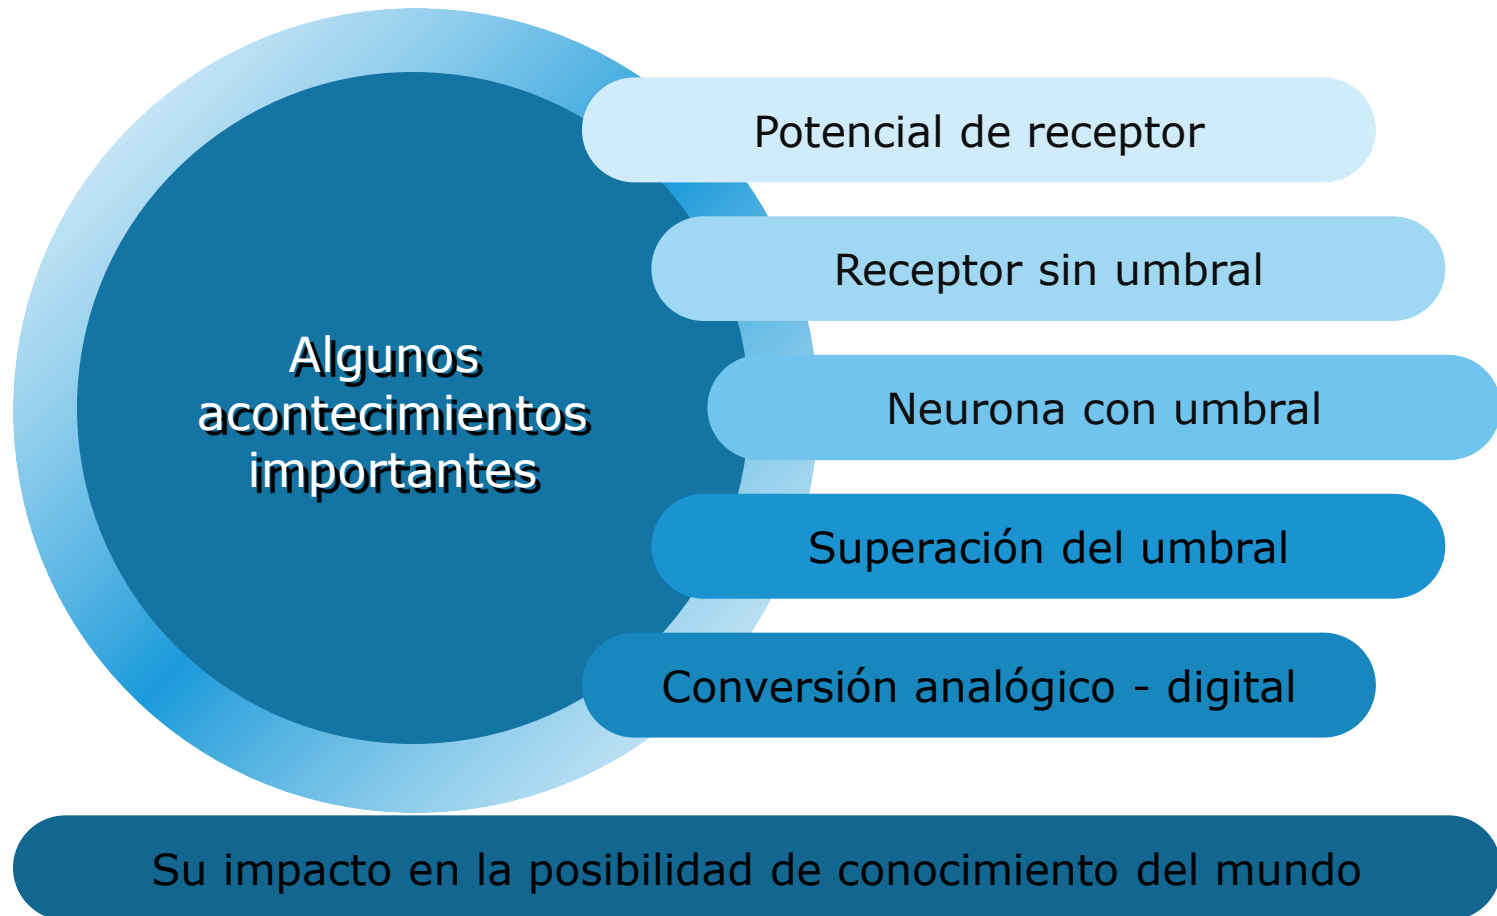 Algunos
acontecimientos
importantes
Potencial de receptor
Receptor sin umbral
Neurona con umbral
Superación del umbral
Conversión analógico - digital
Su impacto en la posibilidad de conocimiento del mundo